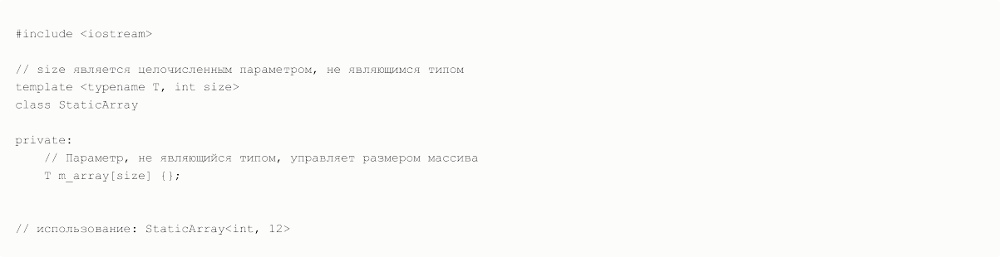 #include <iostream>
// size является целочисленным параметром, не являющимся типом
template <typename T, int size>
class StaticArray
private:
    // Параметр, не являющийся типом, управляет размером массива
    T m_array[size] {};
// использование: StaticArray<int, 12>